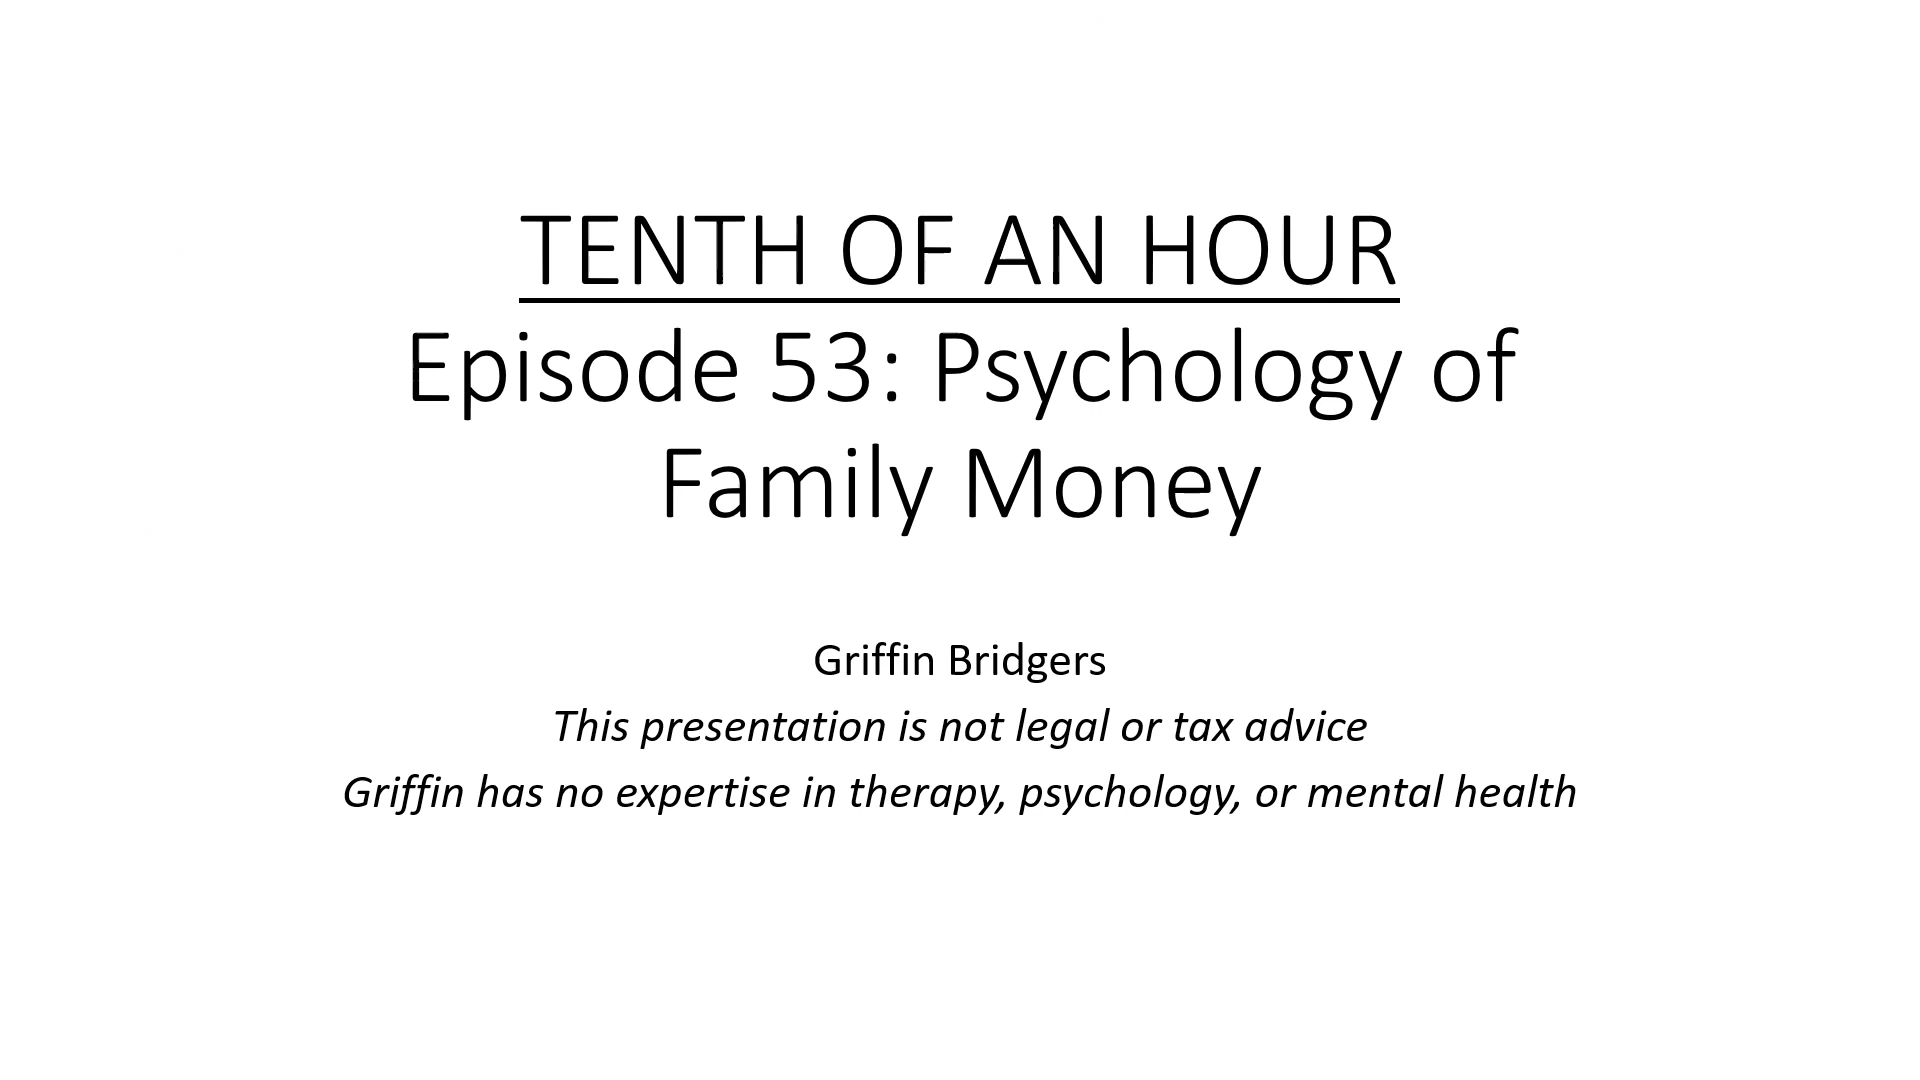 TENTH OF AN HOUR
Episode 53: Psychology of
Family Money
Griffin Bridgers
This presentation is not legal or tax advice
Griffin has no expertise in therapy, psychology, or mental health